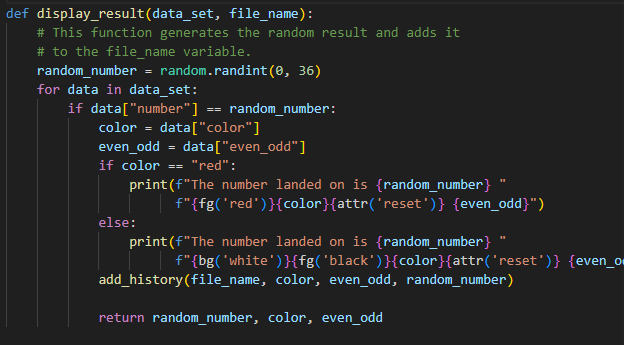 def display_result(data_set, file_name):
    # This function generates the random result and adds it
    # to the file_name variable.
    random_number = random.randint(0, 36)
    for data in data_set:
        if data["number"] == random_number:
            color = data["color"]
            even_odd = data["even_odd"]
            if color == "red":
                print(f"The number landed on is {random_number} "
                      f"{fg('red')}{color}{attr('reset')} {even_odd}")
            else:
                print(f"The number landed on is {random_number} "
                      f"{bg('white')}{fg('black')}{color}{attr('reset')} {even_o
            add_history(file_name, color, even_odd, random_number)
            return random_number, color, even_odd